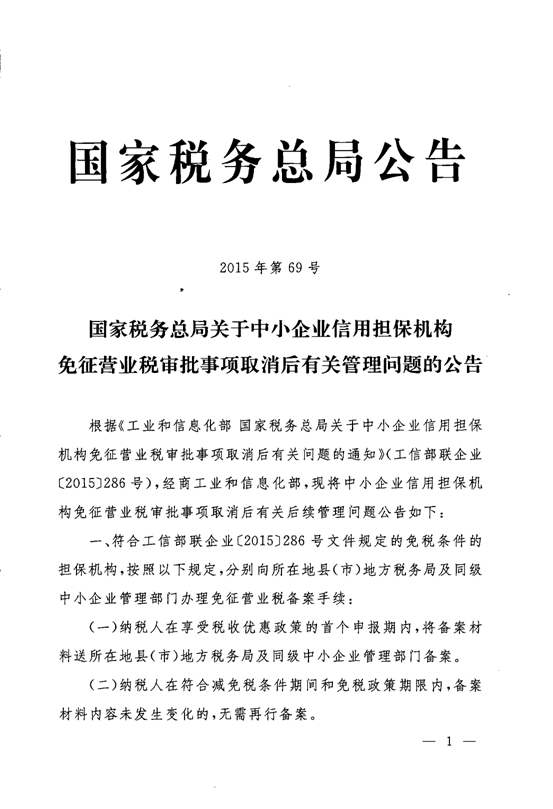 国家税务总局公告
2015年第69号
国家税务总局关于中小企业信用担保机构
免征营业税审批事项取消后有关管理问题的公告
根据《工业和信息化部 国家税务总局关于中小企业信用担保
机构免征营业税审批事项取消后有关问题的通知》(工信部联企业
〔2015〕286号),经商工业和信息化部,现将中小企业信用担保机
构免征营业税审批事项取消后有关后续管理问题公告如下:
一、符合工信部联企业〔2015〕286号文件规定的免税条件的
担保机构,按照以下规定,分别向所在地县(市)地方税务局及同级
中小企业管理部门办理免征营业税备案手续:
(一)纳税人在享受税收优惠政策的首个申报期内,将备案材
料送所在地县(市)地方税务局及同级中小企业管理部门备案。
(二)纳税人在符合减免税条件期间和免税政策期限内,备案
材料内容未发生变化的,无需再行备案。
— 1 —